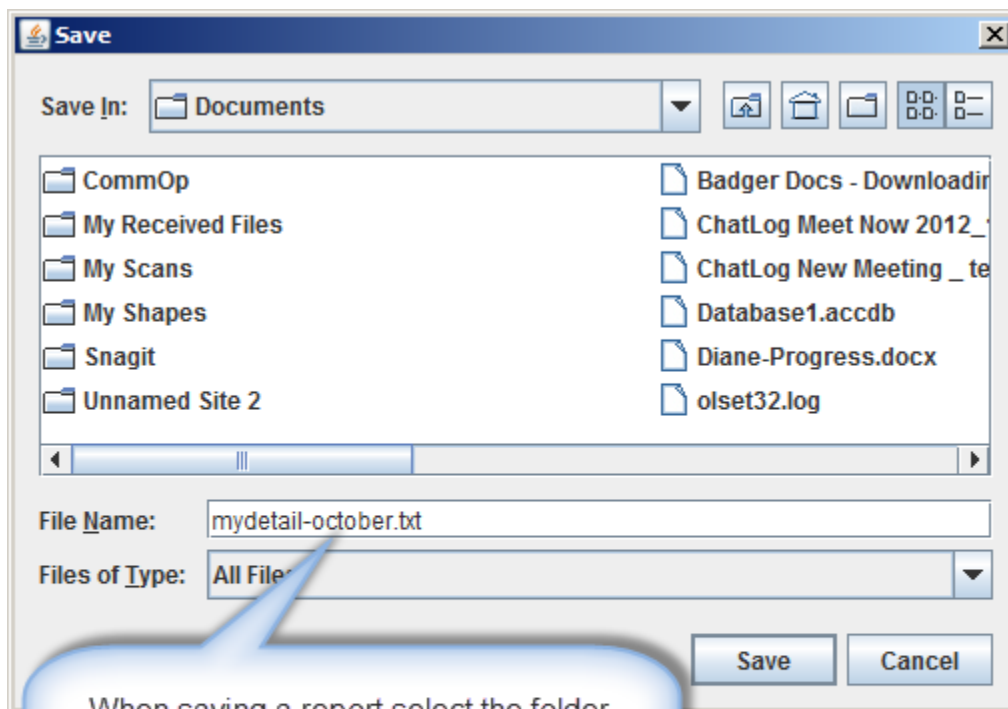 Save
Save In: Documents
CommOp
My Received Files
My Scans
My Shapes
Snagit
Unnamed Site 2
Badger Docs - Downloadin
ChatLog Meet Now 2012_
ChatLog New Meeting _ te
Database1.accdb
Diane-Progress.docx
olset32.log
File Name: mydetail-october.txt
Files of Type: All Files
Save Cancel
When saving a report select the folder